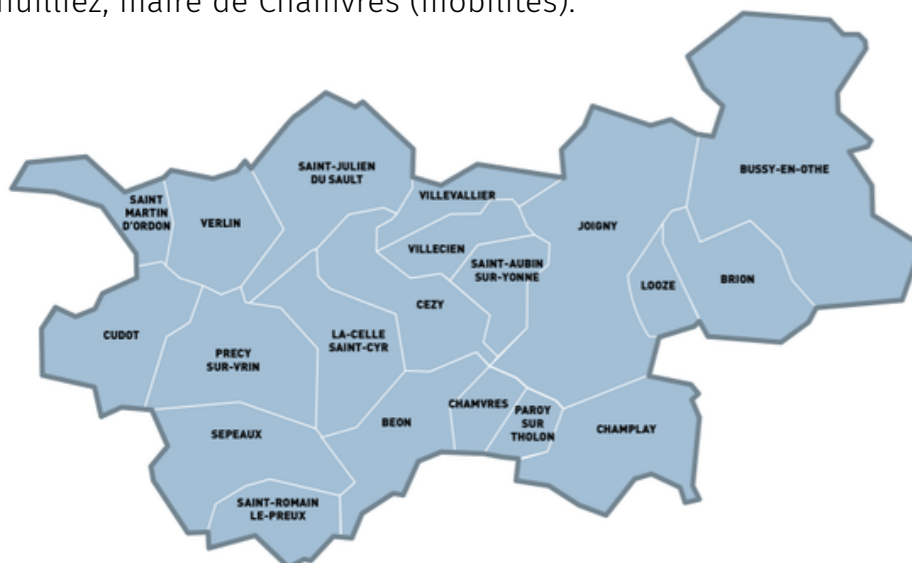 maire de Chamvres (mobilités).
BUSSY-EN-OTHE
SAINT-JULIEN
DU SAULT
VILLEVALLIER
SAINT
MARTIN
D'ORDON
VERLIN
JOIGNY
VILLECIEN
SAINT-AUBIN
SUR-YONNE
LOOZE
BRION
CEZY
CUDOT
LA-CELLE
SAINT-CYR
PRECY
SUR-VRIN
CHAMVRES
PAROY
SUR
THOLON
BEON
CHAMPLAY
SEPEAUX
SAINT-ROMAIN
LE-PREUX